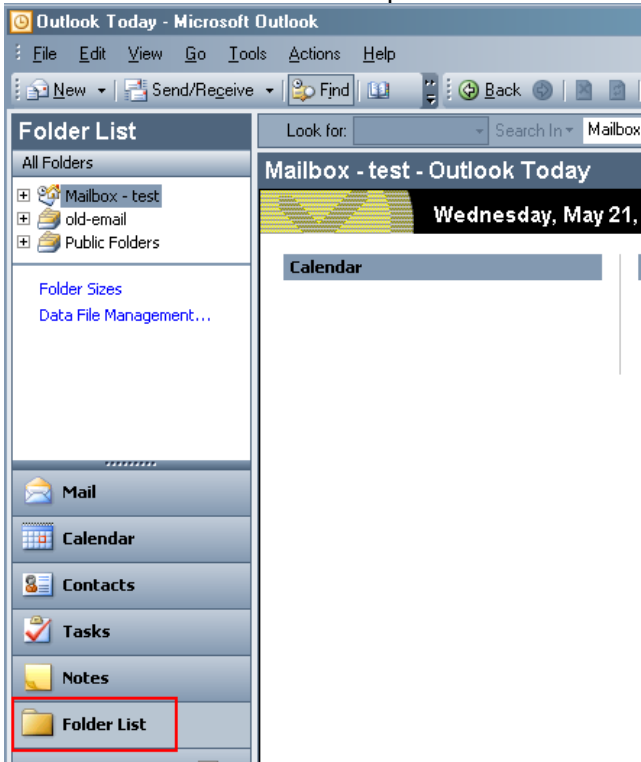 Outlook Today - Microsoft Outlook
File Edit View Go Tools Actions Help
New Send/Receive Find Back
Folder List
Look for: Search In Mailbox
All Folders
Mailbox - test - Outlook Today
Mailbox - test
old-email
Public Folders
Wednesday, May 21,
Calendar
Folder Sizes
Data File Management...
Mail
Calendar
Contacts
Tasks
Notes
Folder List